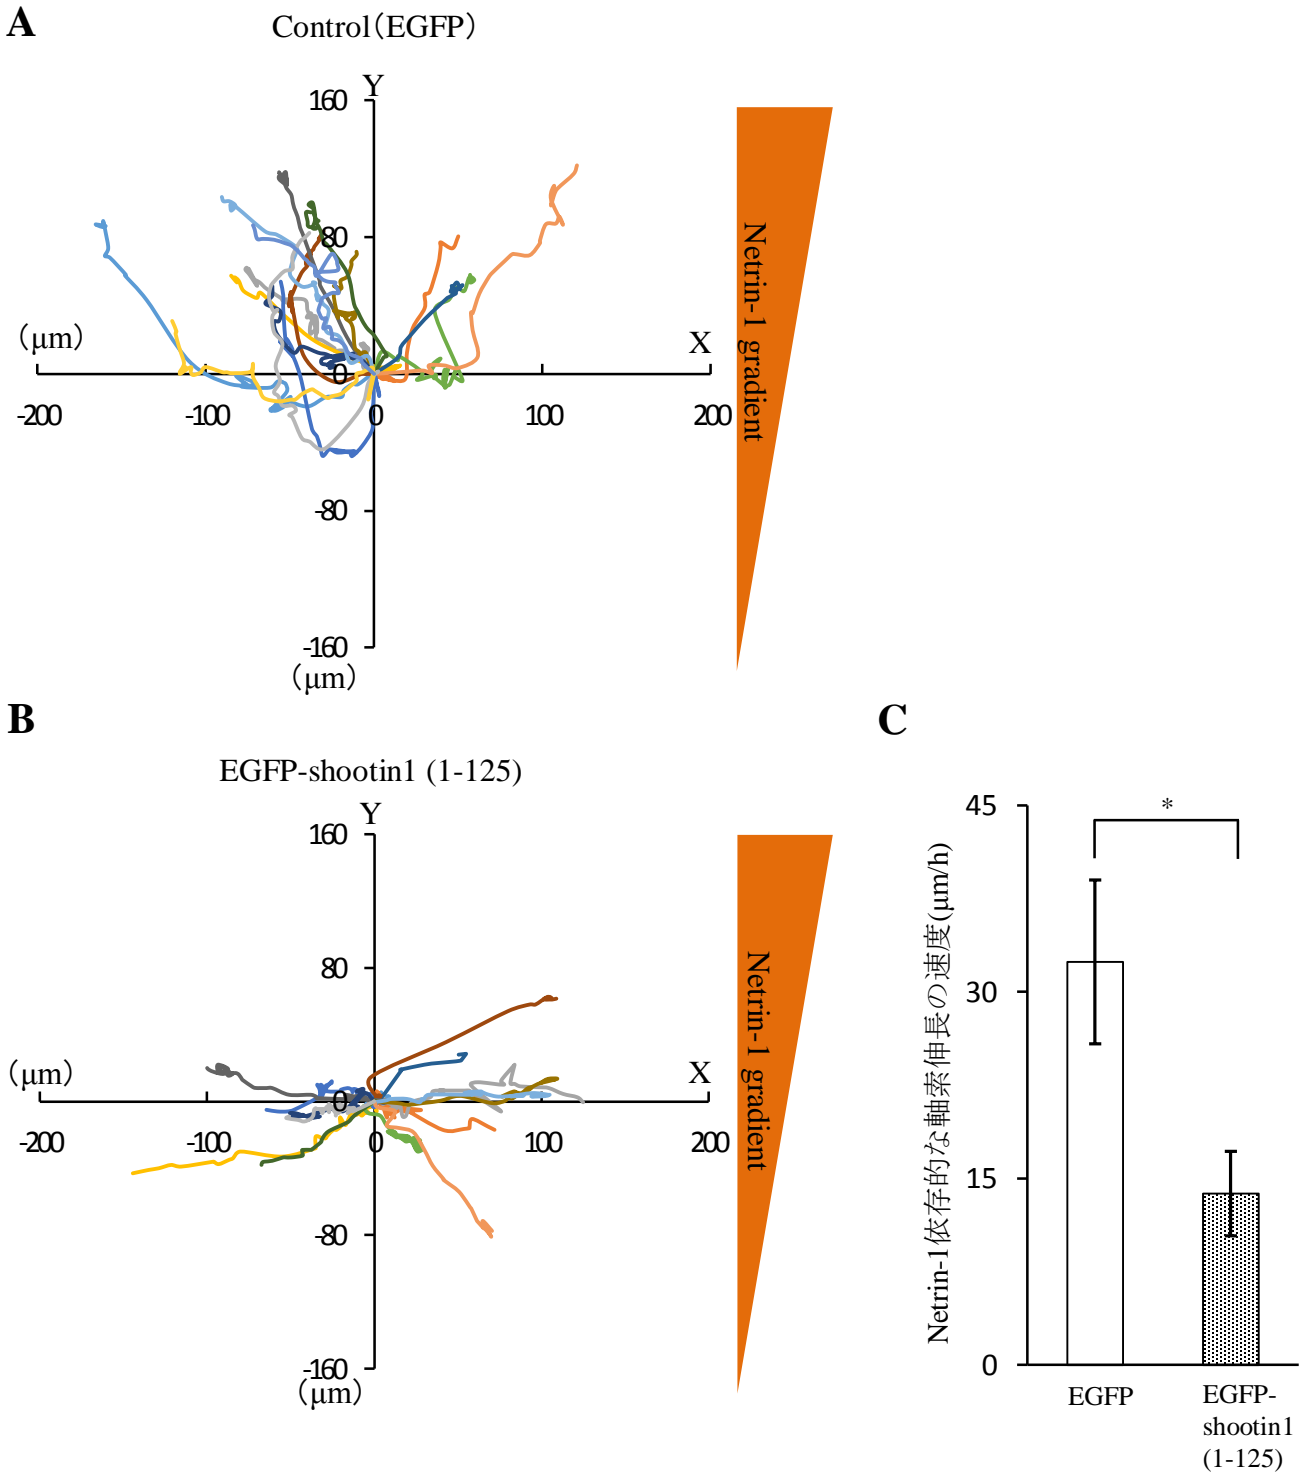 A
Control(EGFP)
Y
160
80
(μm)
X
0
-200
-100
0
100
200
-80
-160
(μm)
Netrin-1 gradient
B
EGFP-shootin1 (1-125)
Y
160
80
(μm)
X
0
-200
-100
0
100
200
-80
-160
(μm)
Netrin-1 gradient
C
Netrin-1依存的な軸索伸長の速度(μm/h)
45
*
30
15
0
EGFP
EGFP-
shootin1
(1-125)